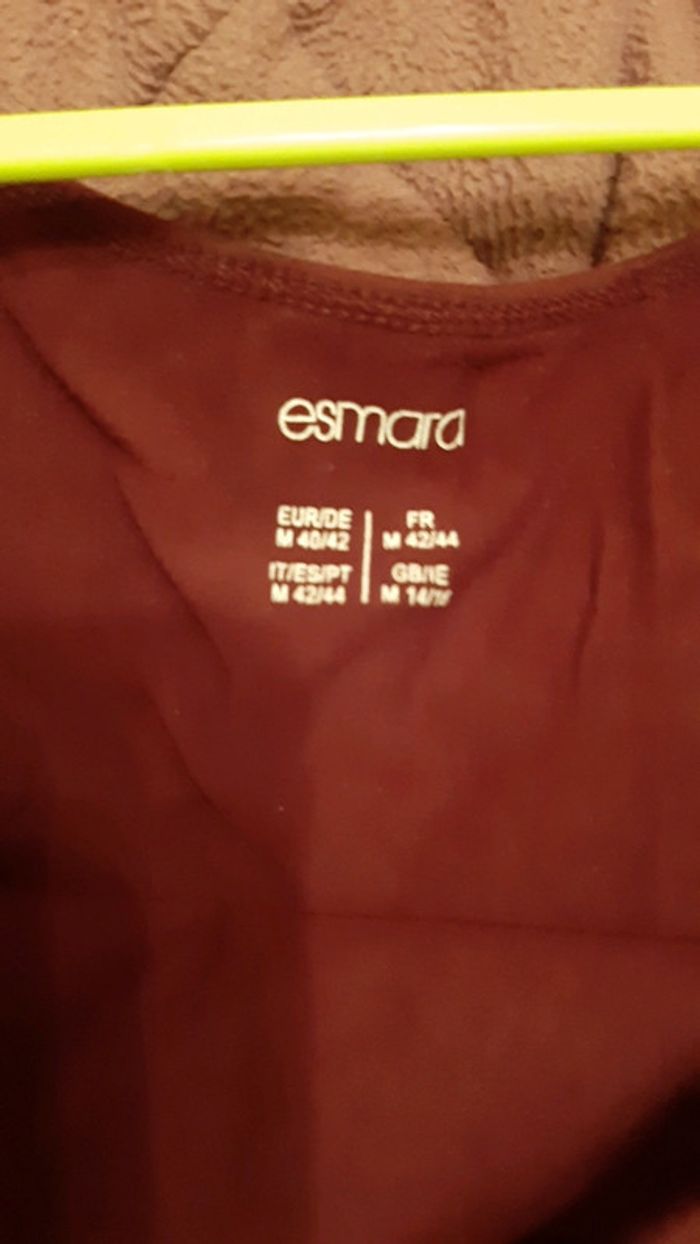 esmara
EUR/DE
M 40/42
FR
M 42/44
IT/ES/PT
M 42/44
GB/IE
M